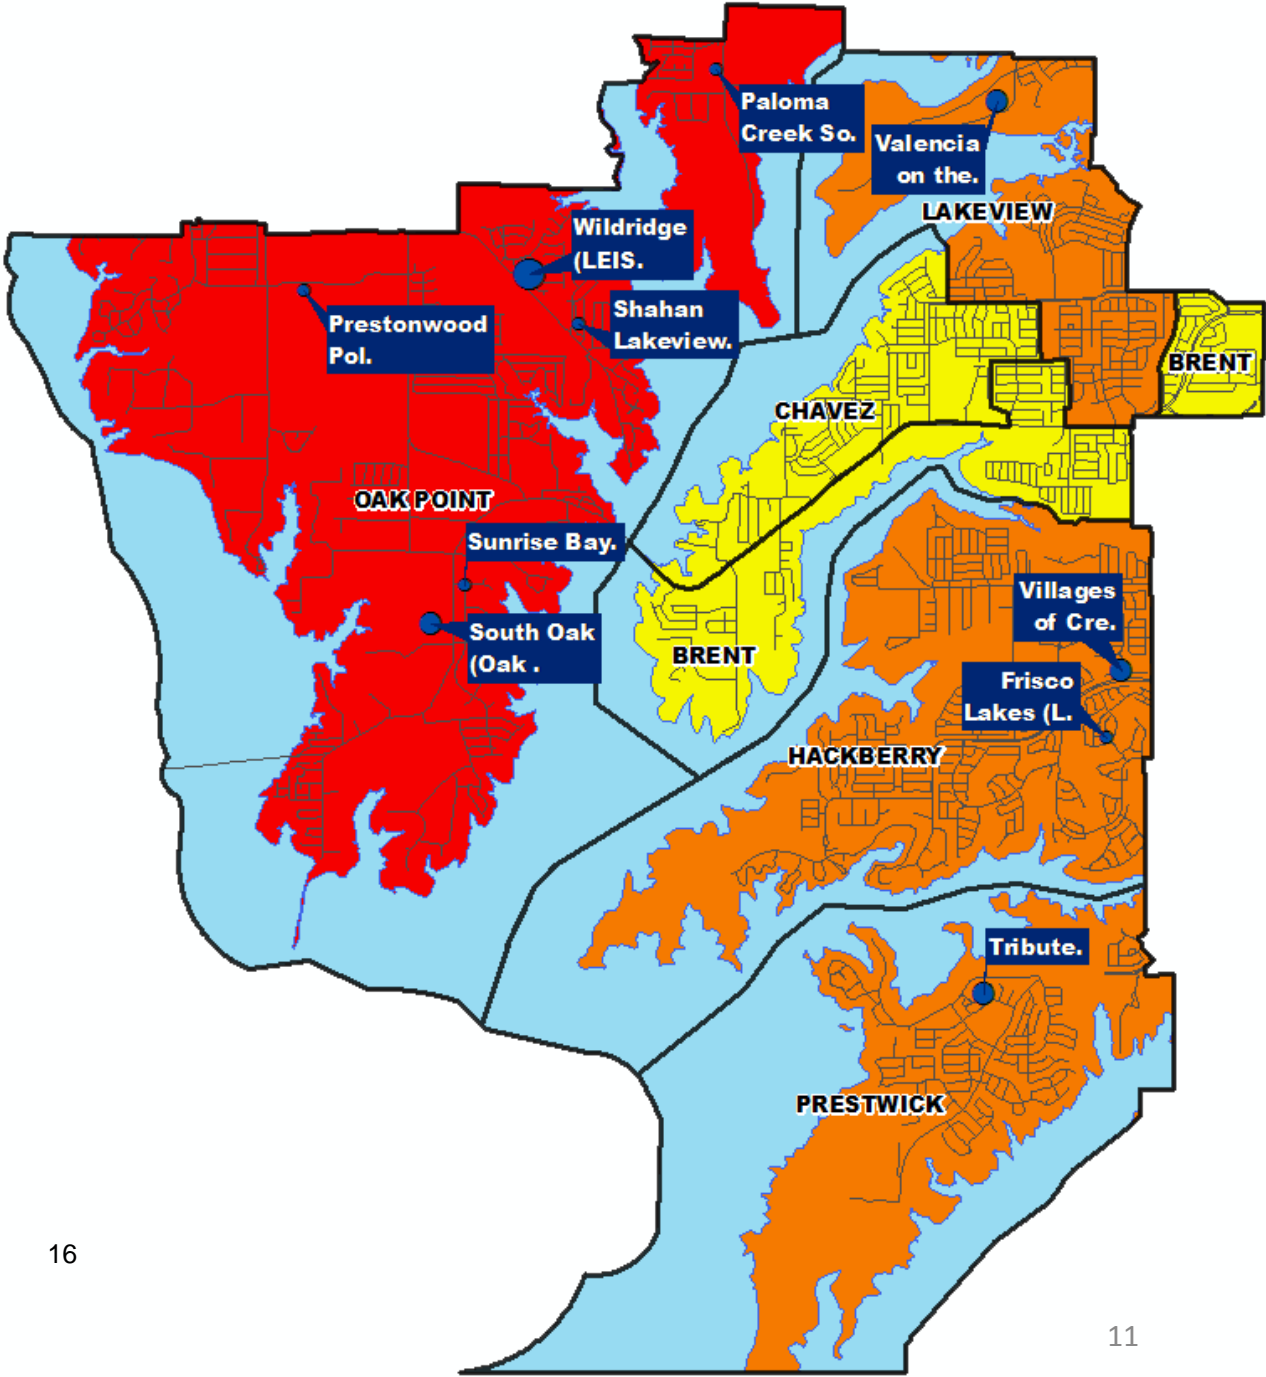 Paloma
Creek So.
Valencia
on the.
LAKEVIEW
Wildridge
(LEIS.
Shahan
Lakeview.
Prestonwood
Pol.
BRENT
CHAVEZ
OAK POINT
Sunrise Bay.
Villages
of Cre.
South Oak
(Oak .
BRENT
Frisco
Lakes (L.
HACKBERRY
Tribute.
PRESTWICK
16
11